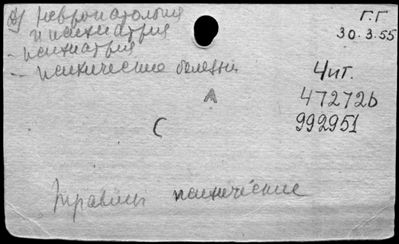 невропатология
и психиатрия
- психиатрия
- психические болезни
Г.Г
30.3.55
Чит.
А
472726
992951
С
Травмы психические